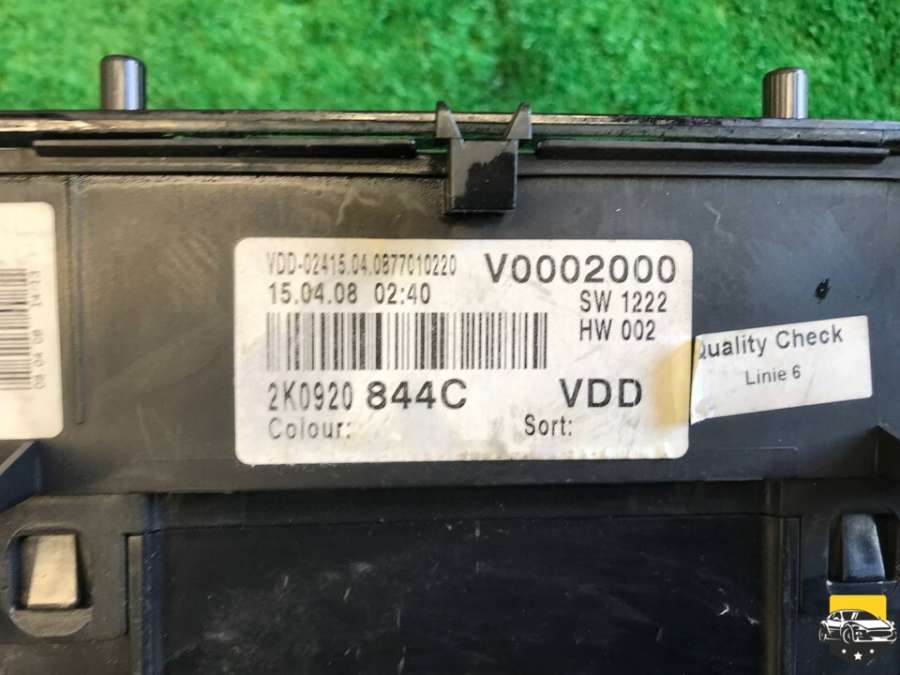 VDD-02415.04.0877010220
V0002000
15.04.08 02:40
SW 1222
HW 002
2K0920 844C VDD
Colour:
Sort:
Quality Check
Linie 6